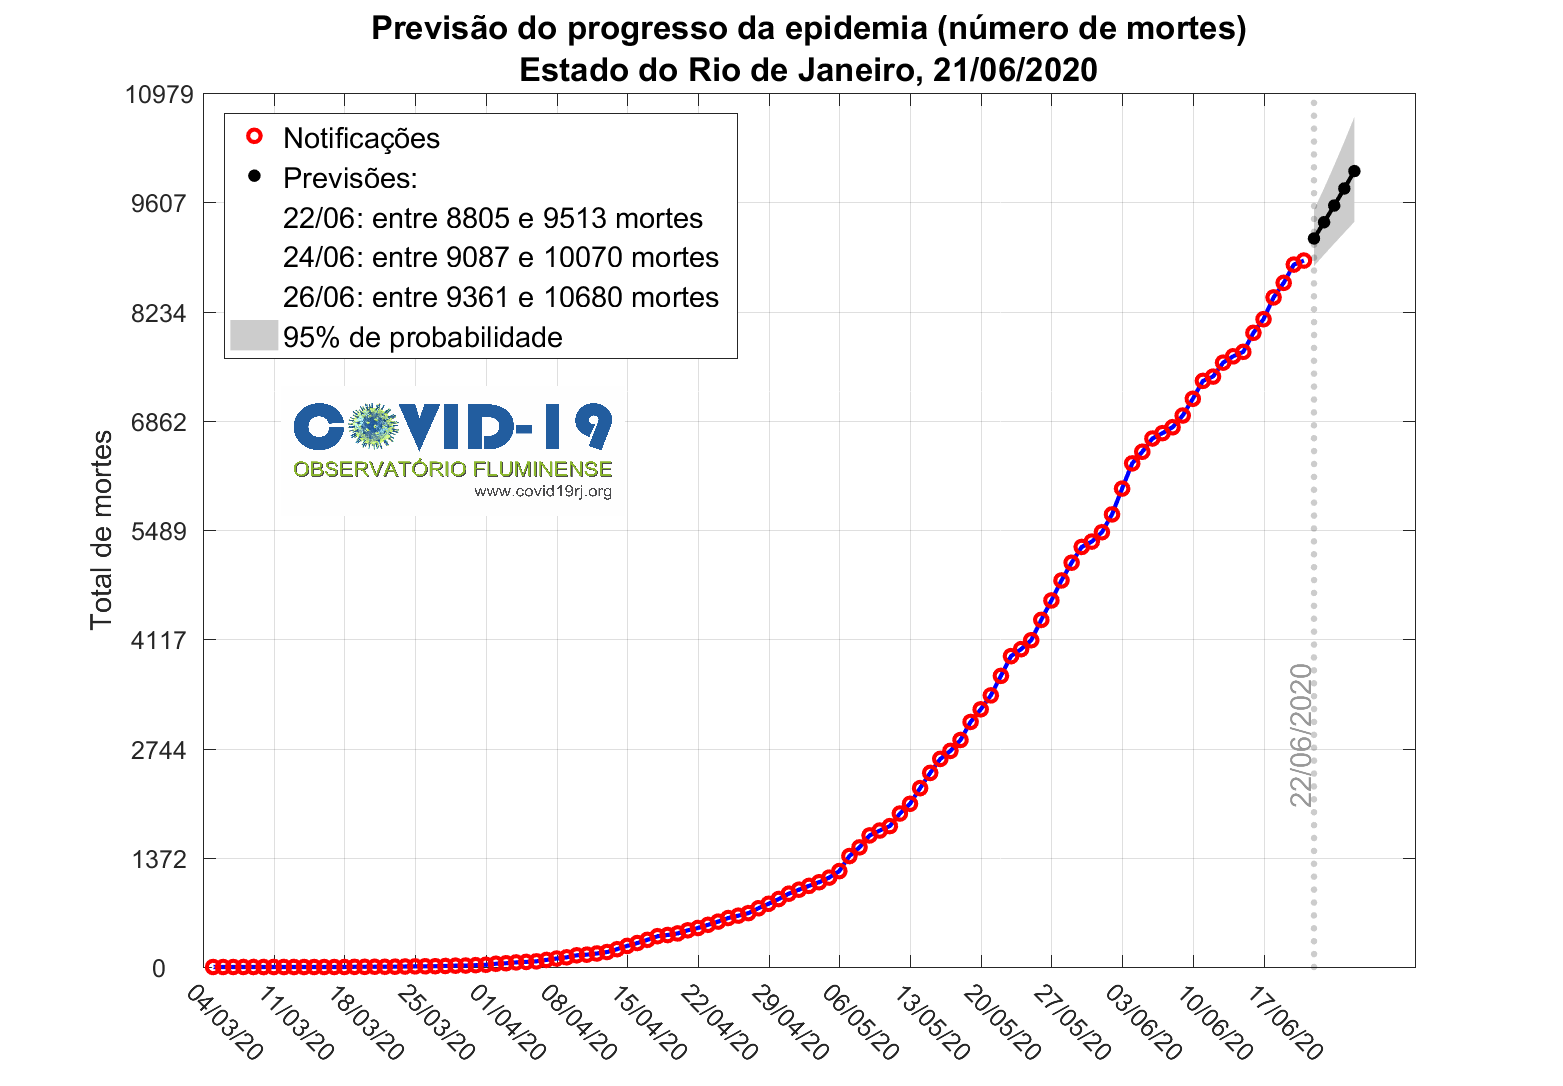 Previsão do progresso da epidemia (número de mortes)
Estado do Rio de Janeiro, 21/06/2020
10979
9607
8234
6862
5489
4117
2744
1372
0
Total de mortes
Notificações
Previsões:
22/06: entre 8805 e 9513 mortes
24/06: entre 9087 e 10070 mortes
26/06: entre 9361 e 10680 mortes
95% de probabilidade
COVID-19
OBSERVATÓRIO FLUMINENSE
www.covid19rj.org
22/06/2020
04/03/20
11/03/20
18/03/20
25/03/20
01/04/20
08/04/20
15/04/20
22/04/20
29/04/20
06/05/20
13/05/20
20/05/20
27/05/20
03/06/20
10/06/20
17/06/20